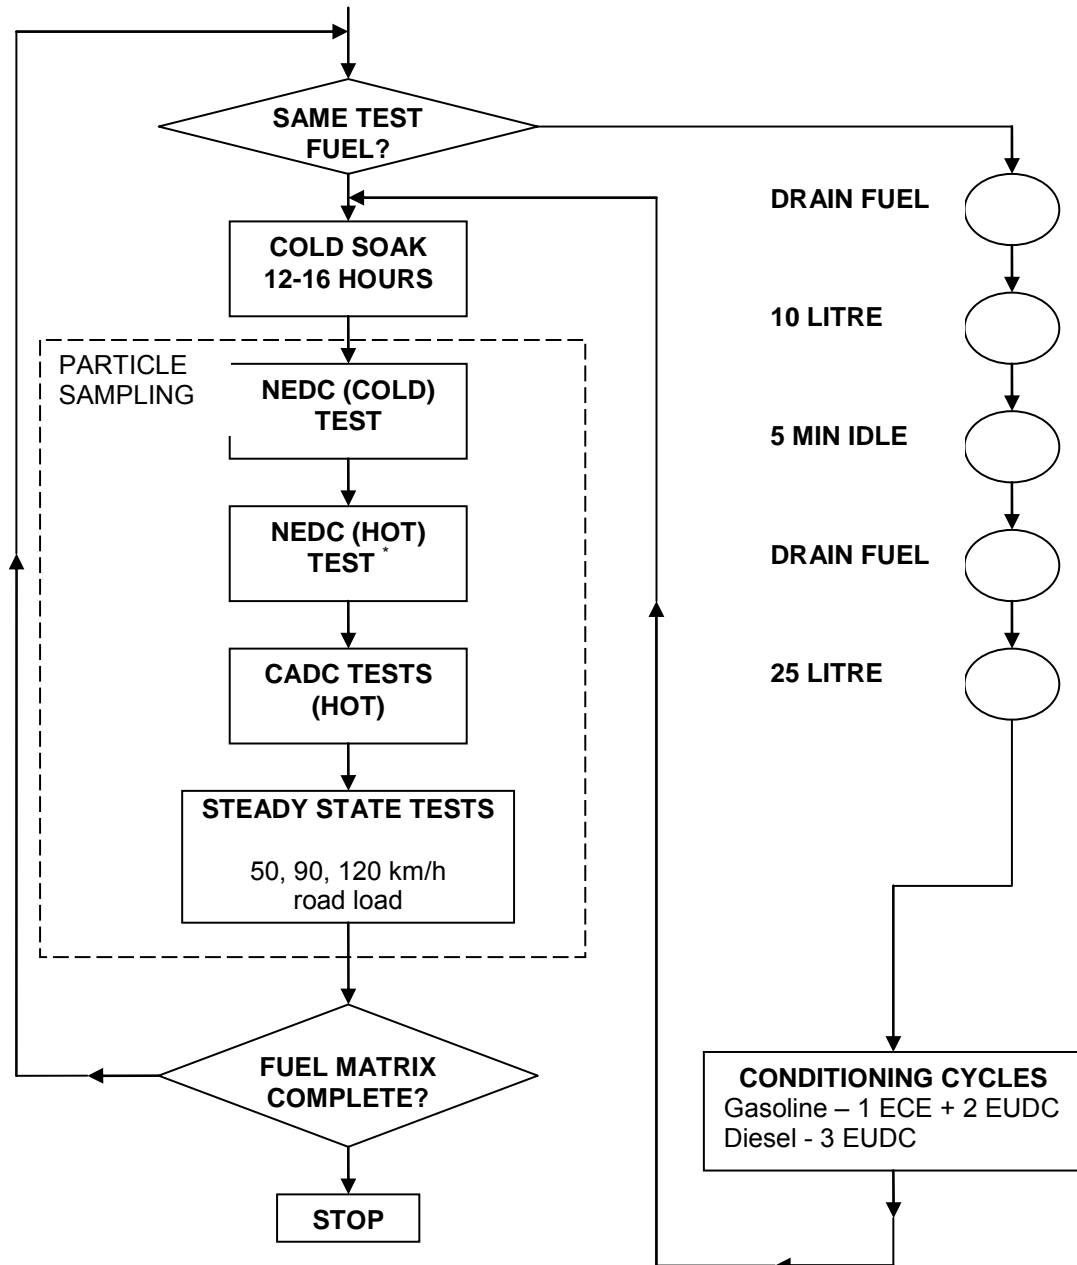 SAME TEST
FUEL?
COLD SOAK
12-16 HOURS
PARTICLE
SAMPLING
NEDC (COLD)
TEST
NEDC (HOT)
TEST *
CADC TESTS
(HOT)
STEADY STATE TESTS
50, 90, 120 km/h
road load
FUEL MATRIX
COMPLETE?
STOP
DRAIN FUEL
10 LITRE
5 MIN IDLE
DRAIN FUEL
25 LITRE
CONDITIONING CYCLES
Gasoline – 1 ECE + 2 EUDC
Diesel - 3 EUDC